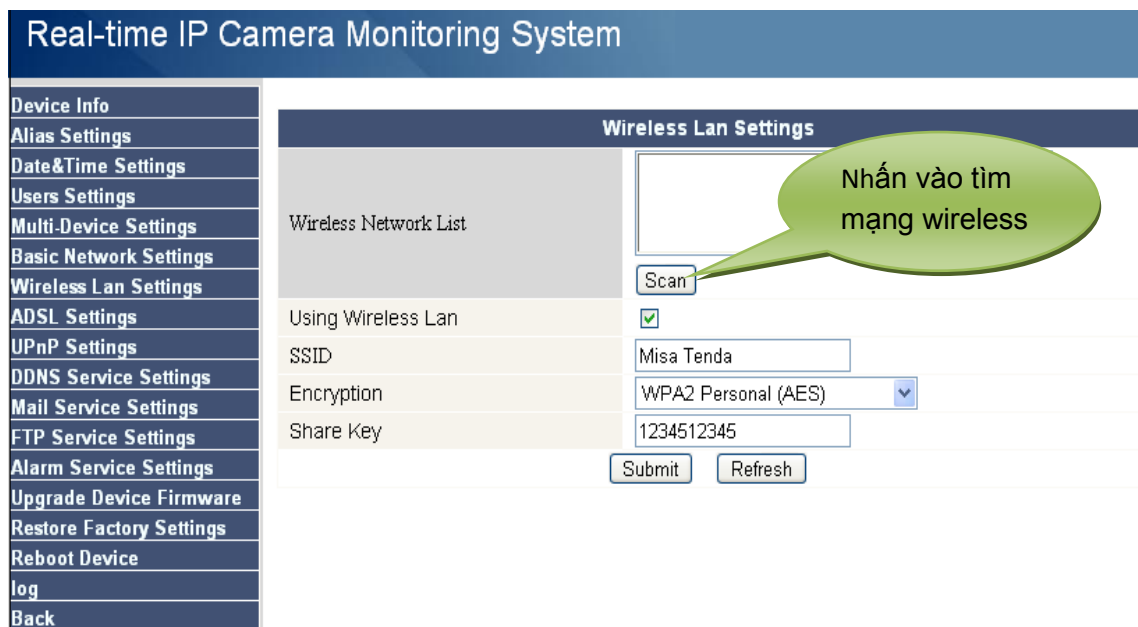 Real-time IP Camera Monitoring System
Device Info
Alias Settings
Date&Time Settings
Users Settings
Multi-Device Settings
Basic Network Settings
Wireless Lan Settings
ADSL Settings
UPnP Settings
DDNS Service Settings
Mail Service Settings
FTP Service Settings
Alarm Service Settings
Upgrade Device Firmware
Restore Factory Settings
Reboot Device
log
Back
Wireless Lan Settings
Wireless Network List
Nhấn vào tìm
mạng wireless
Scan
Using Wireless Lan
SSID Misa Tenda
Encryption WPA2 Personal (AES)
Share Key 1234512345
Submit Refresh